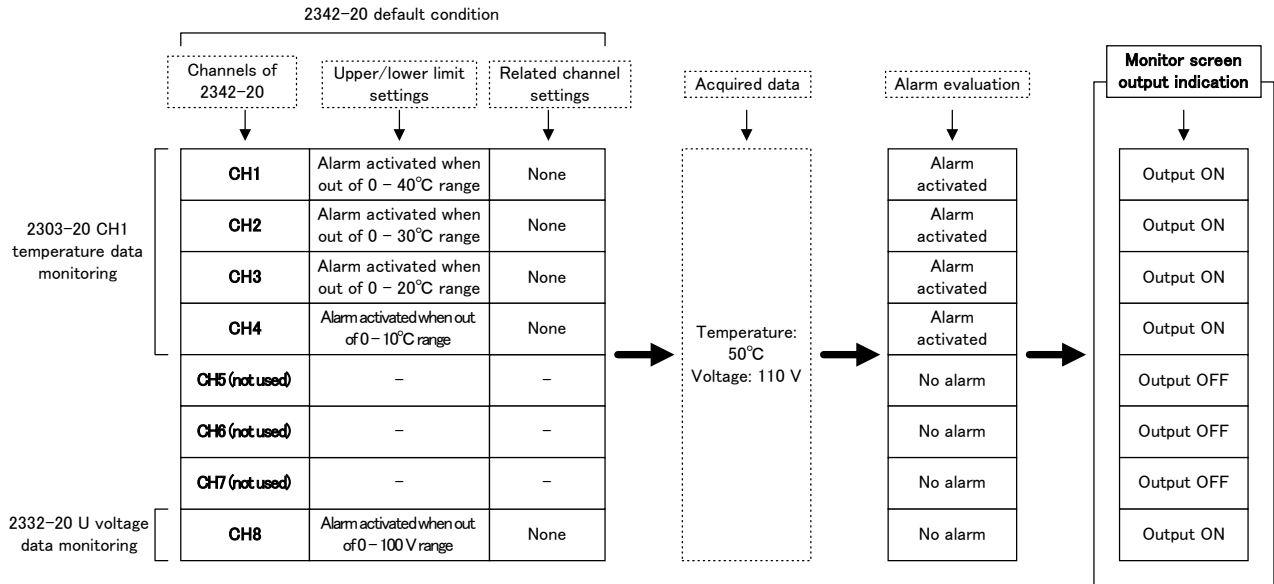 2342-20 default condition
Channels of
2342-20
Upper/lower limit
settings
Related channel
settings
Acquired data
Alarm evaluation
Monitor screen
output indication
2303-20 CH1
temperature data
monitoring
CH1
Alarm activated when
out of 0 – 40°C range
None
Alarm
activated
Output ON
CH2
Alarm activated when
out of 0 – 30°C range
None
Alarm
activated
Output ON
CH3
Alarm activated when
out of 0 – 20°C range
None
Alarm
activated
Output ON
CH4
Alarm activated when out
of 0 – 10°C range
None
Alarm
activated
Output ON
Temperature:
50°C
Voltage: 110 V
CH5 (not used)
–
–
No alarm
Output OFF
CH6 (not used)
–
–
No alarm
Output OFF
CH7 (not used)
–
–
No alarm
Output OFF
2332-20 U voltage
data monitoring
CH8
Alarm activated when out
of 0 – 100 V range
None
No alarm
Output ON